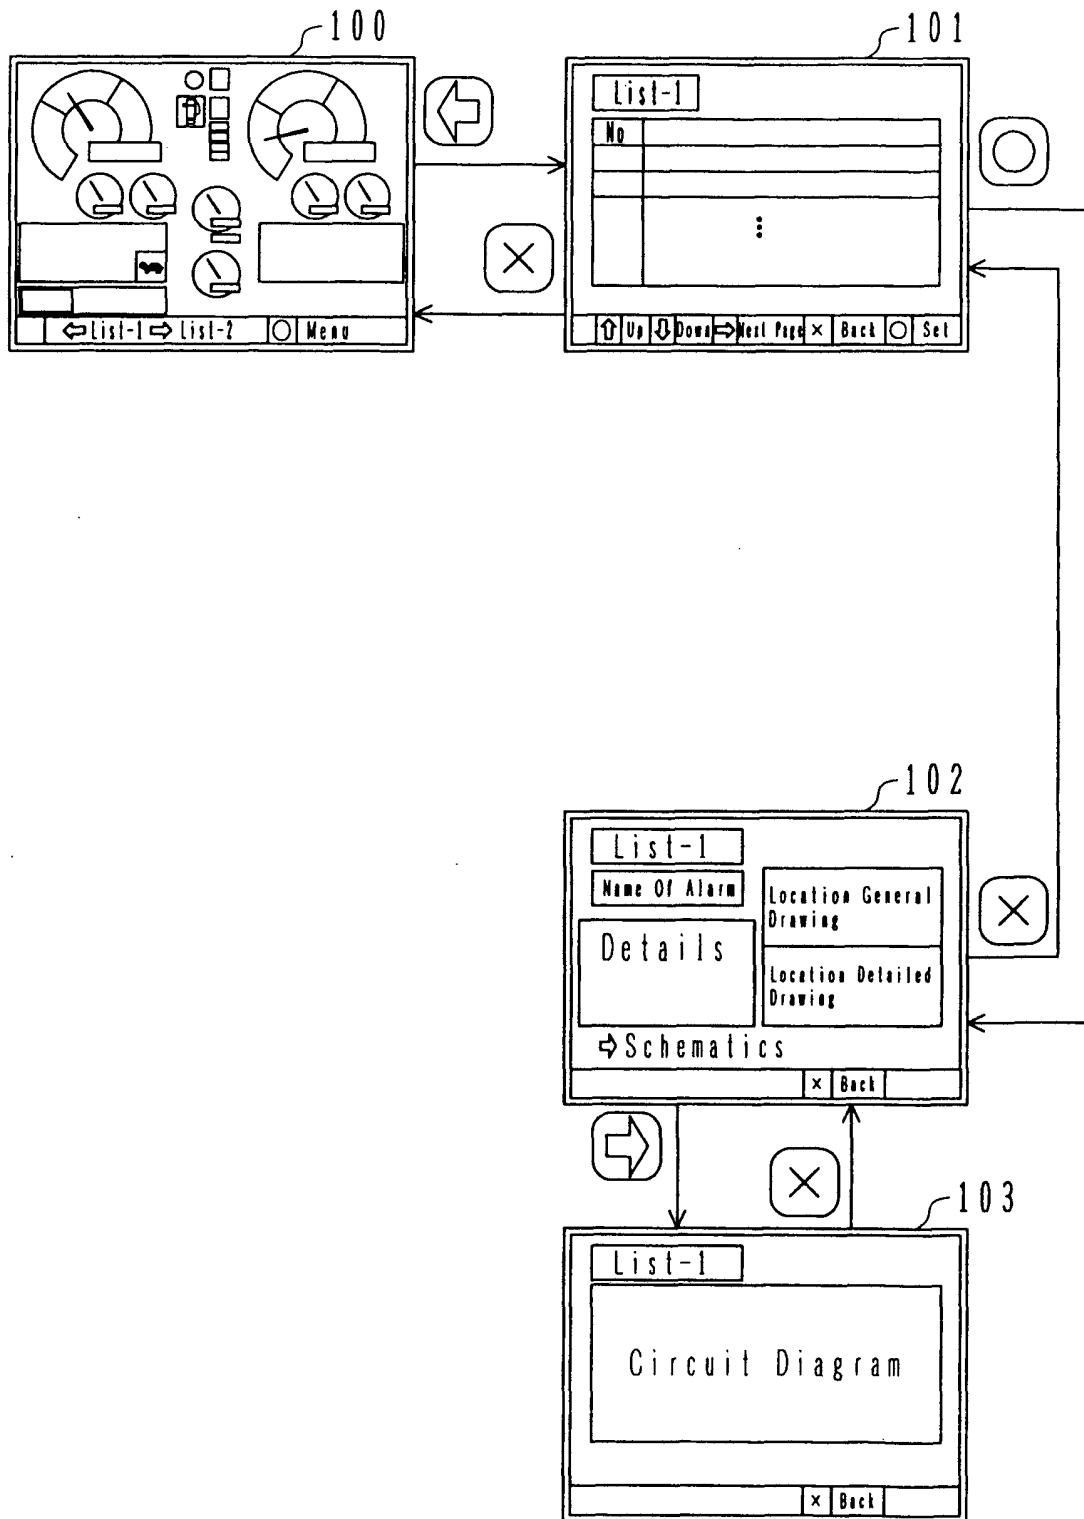 100
101
List-1
No
⇦ List-1 ⇨ List-2 ○ Menu
⇧ Up ⇩ Down ⇨ Next Page × Back ○ Set
102
List-1
Name Of Alarm
Location General
Drawing
Details
Location Detailed
Drawing
⇨ Schematics
× Back
103
List-1
Circuit Diagram
× Back